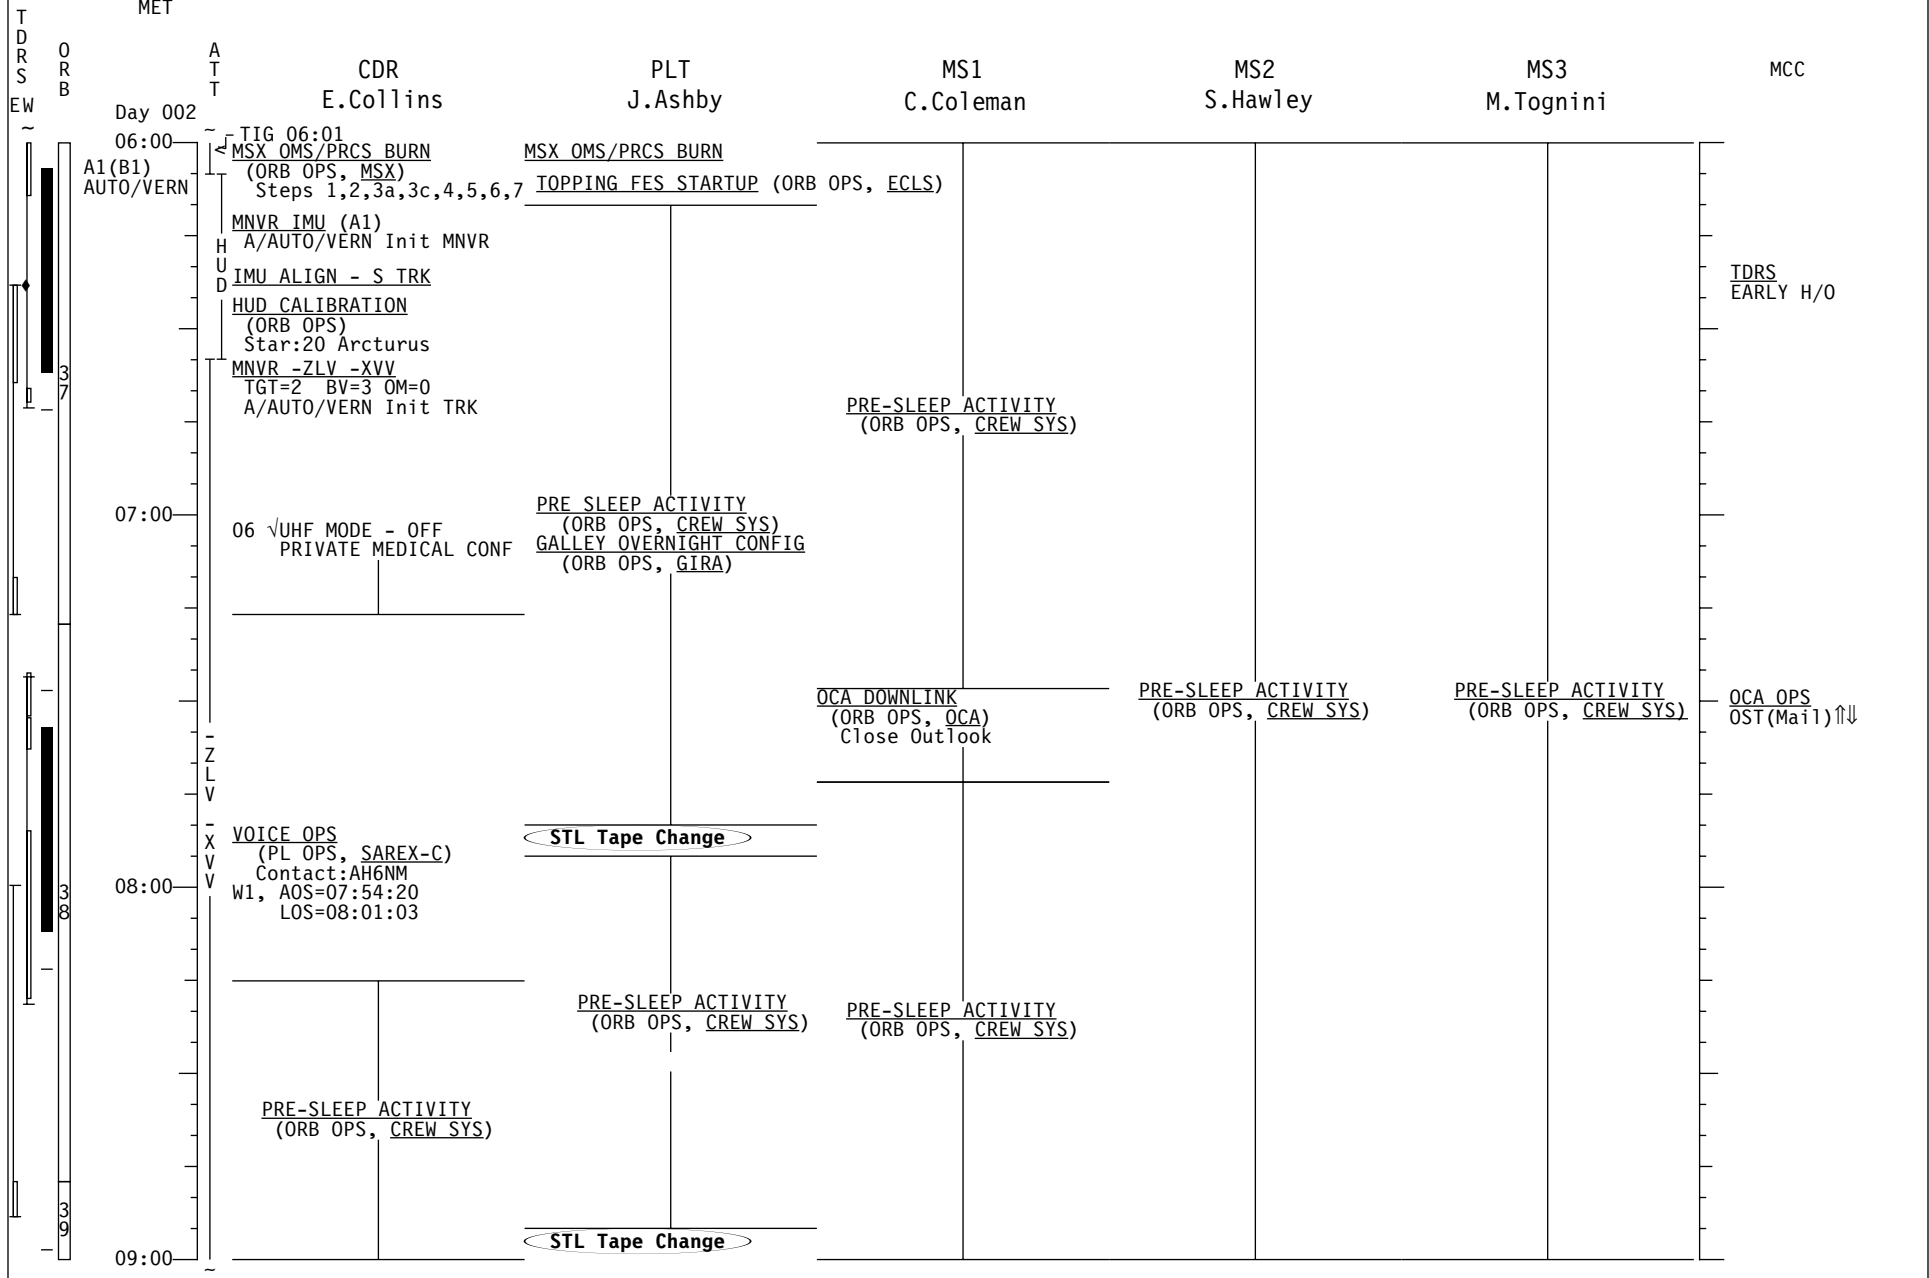 MET
TDRS
ORB
ATT
CDR
E.Collins
PLT
J.Ashby
MS1
C.Coleman
MS2
S.Hawley
MS3
M.Tognini
MCC
EW
~
Day 002
~
06:00
A1(B1)
AUTO/VERN
TIG 06:01
MSX OMS/PRCS BURN
(ORB OPS, MSX)
Steps 1,2,3a,3c,4,5,6,7
MNVR IMU (A1)
A/AUTO/VERN Init MNVR
HUD
IMU ALIGN - S TRK
HUD CALIBRATION
(ORB OPS)
Star:20 Arcturus
MNVR -ZLV -XVV
TGT=2 BV=3 OM=0
A/AUTO/VERN Init TRK
37
MSX OMS/PRCS BURN
TOPPING FES STARTUP (ORB OPS, ECLS)
TDRS
EARLY H/O
PRE-SLEEP ACTIVITY
(ORB OPS, CREW SYS)
07:00
O6 √UHF MODE - OFF
PRIVATE MEDICAL CONF
PRE SLEEP ACTIVITY
(ORB OPS, CREW SYS)
GALLEY OVERNIGHT CONFIG
(ORB OPS, GIRA)
OCA DOWNLINK
(ORB OPS, OCA)
Close Outlook
PRE-SLEEP ACTIVITY
(ORB OPS, CREW SYS)
PRE-SLEEP ACTIVITY
(ORB OPS, CREW SYS)
OCA OPS
OST(Mail)⇑⇓
-ZLV
-XVV
VOICE OPS
(PL OPS, SAREX-C)
Contact:AH6NM
W1, AOS=07:54:20
LOS=08:01:03
STL Tape Change
08:00
38
PRE-SLEEP ACTIVITY
(ORB OPS, CREW SYS)
PRE-SLEEP ACTIVITY
(ORB OPS, CREW SYS)
PRE-SLEEP ACTIVITY
(ORB OPS, CREW SYS)
39
STL Tape Change
09:00
~